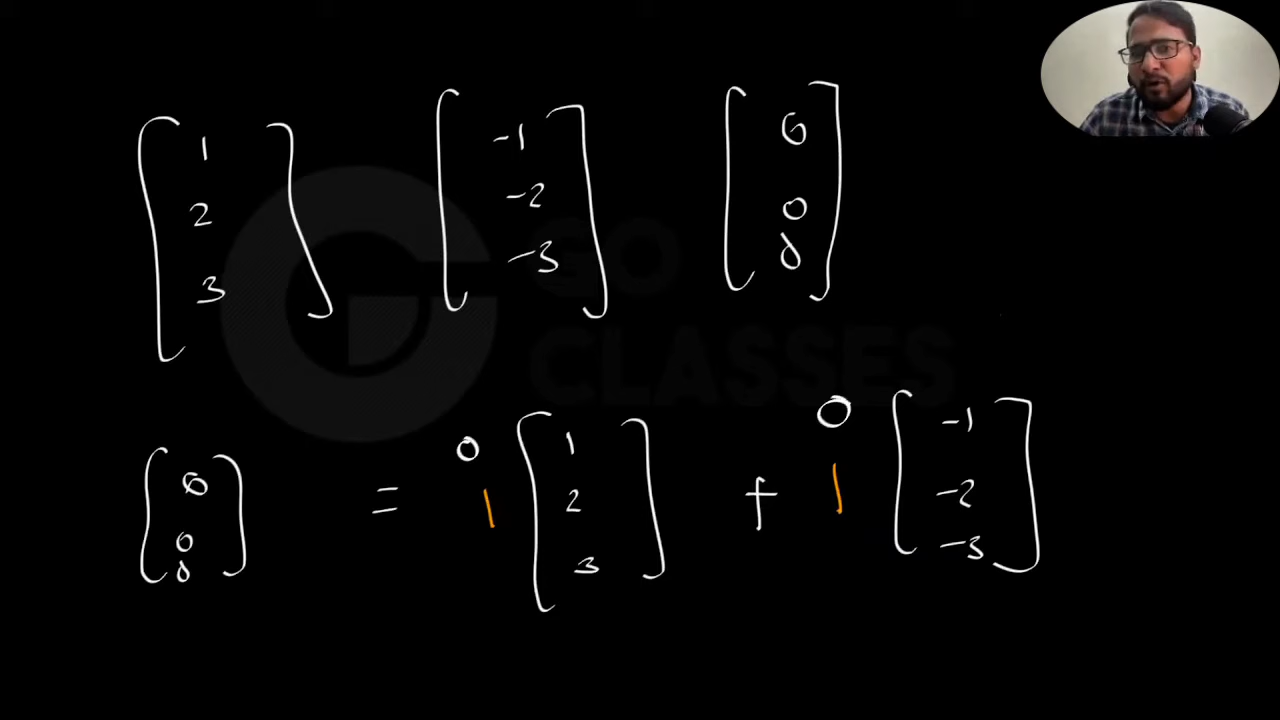 [ 1 2 3 ] [ -1 -2 -3 ] [ 0 0 0 ]
[ 0 0 0 ] = 0 1 [ 1 2 3 ] + 0 1 [ -1 -2 -3 ]
GO
CLASSES